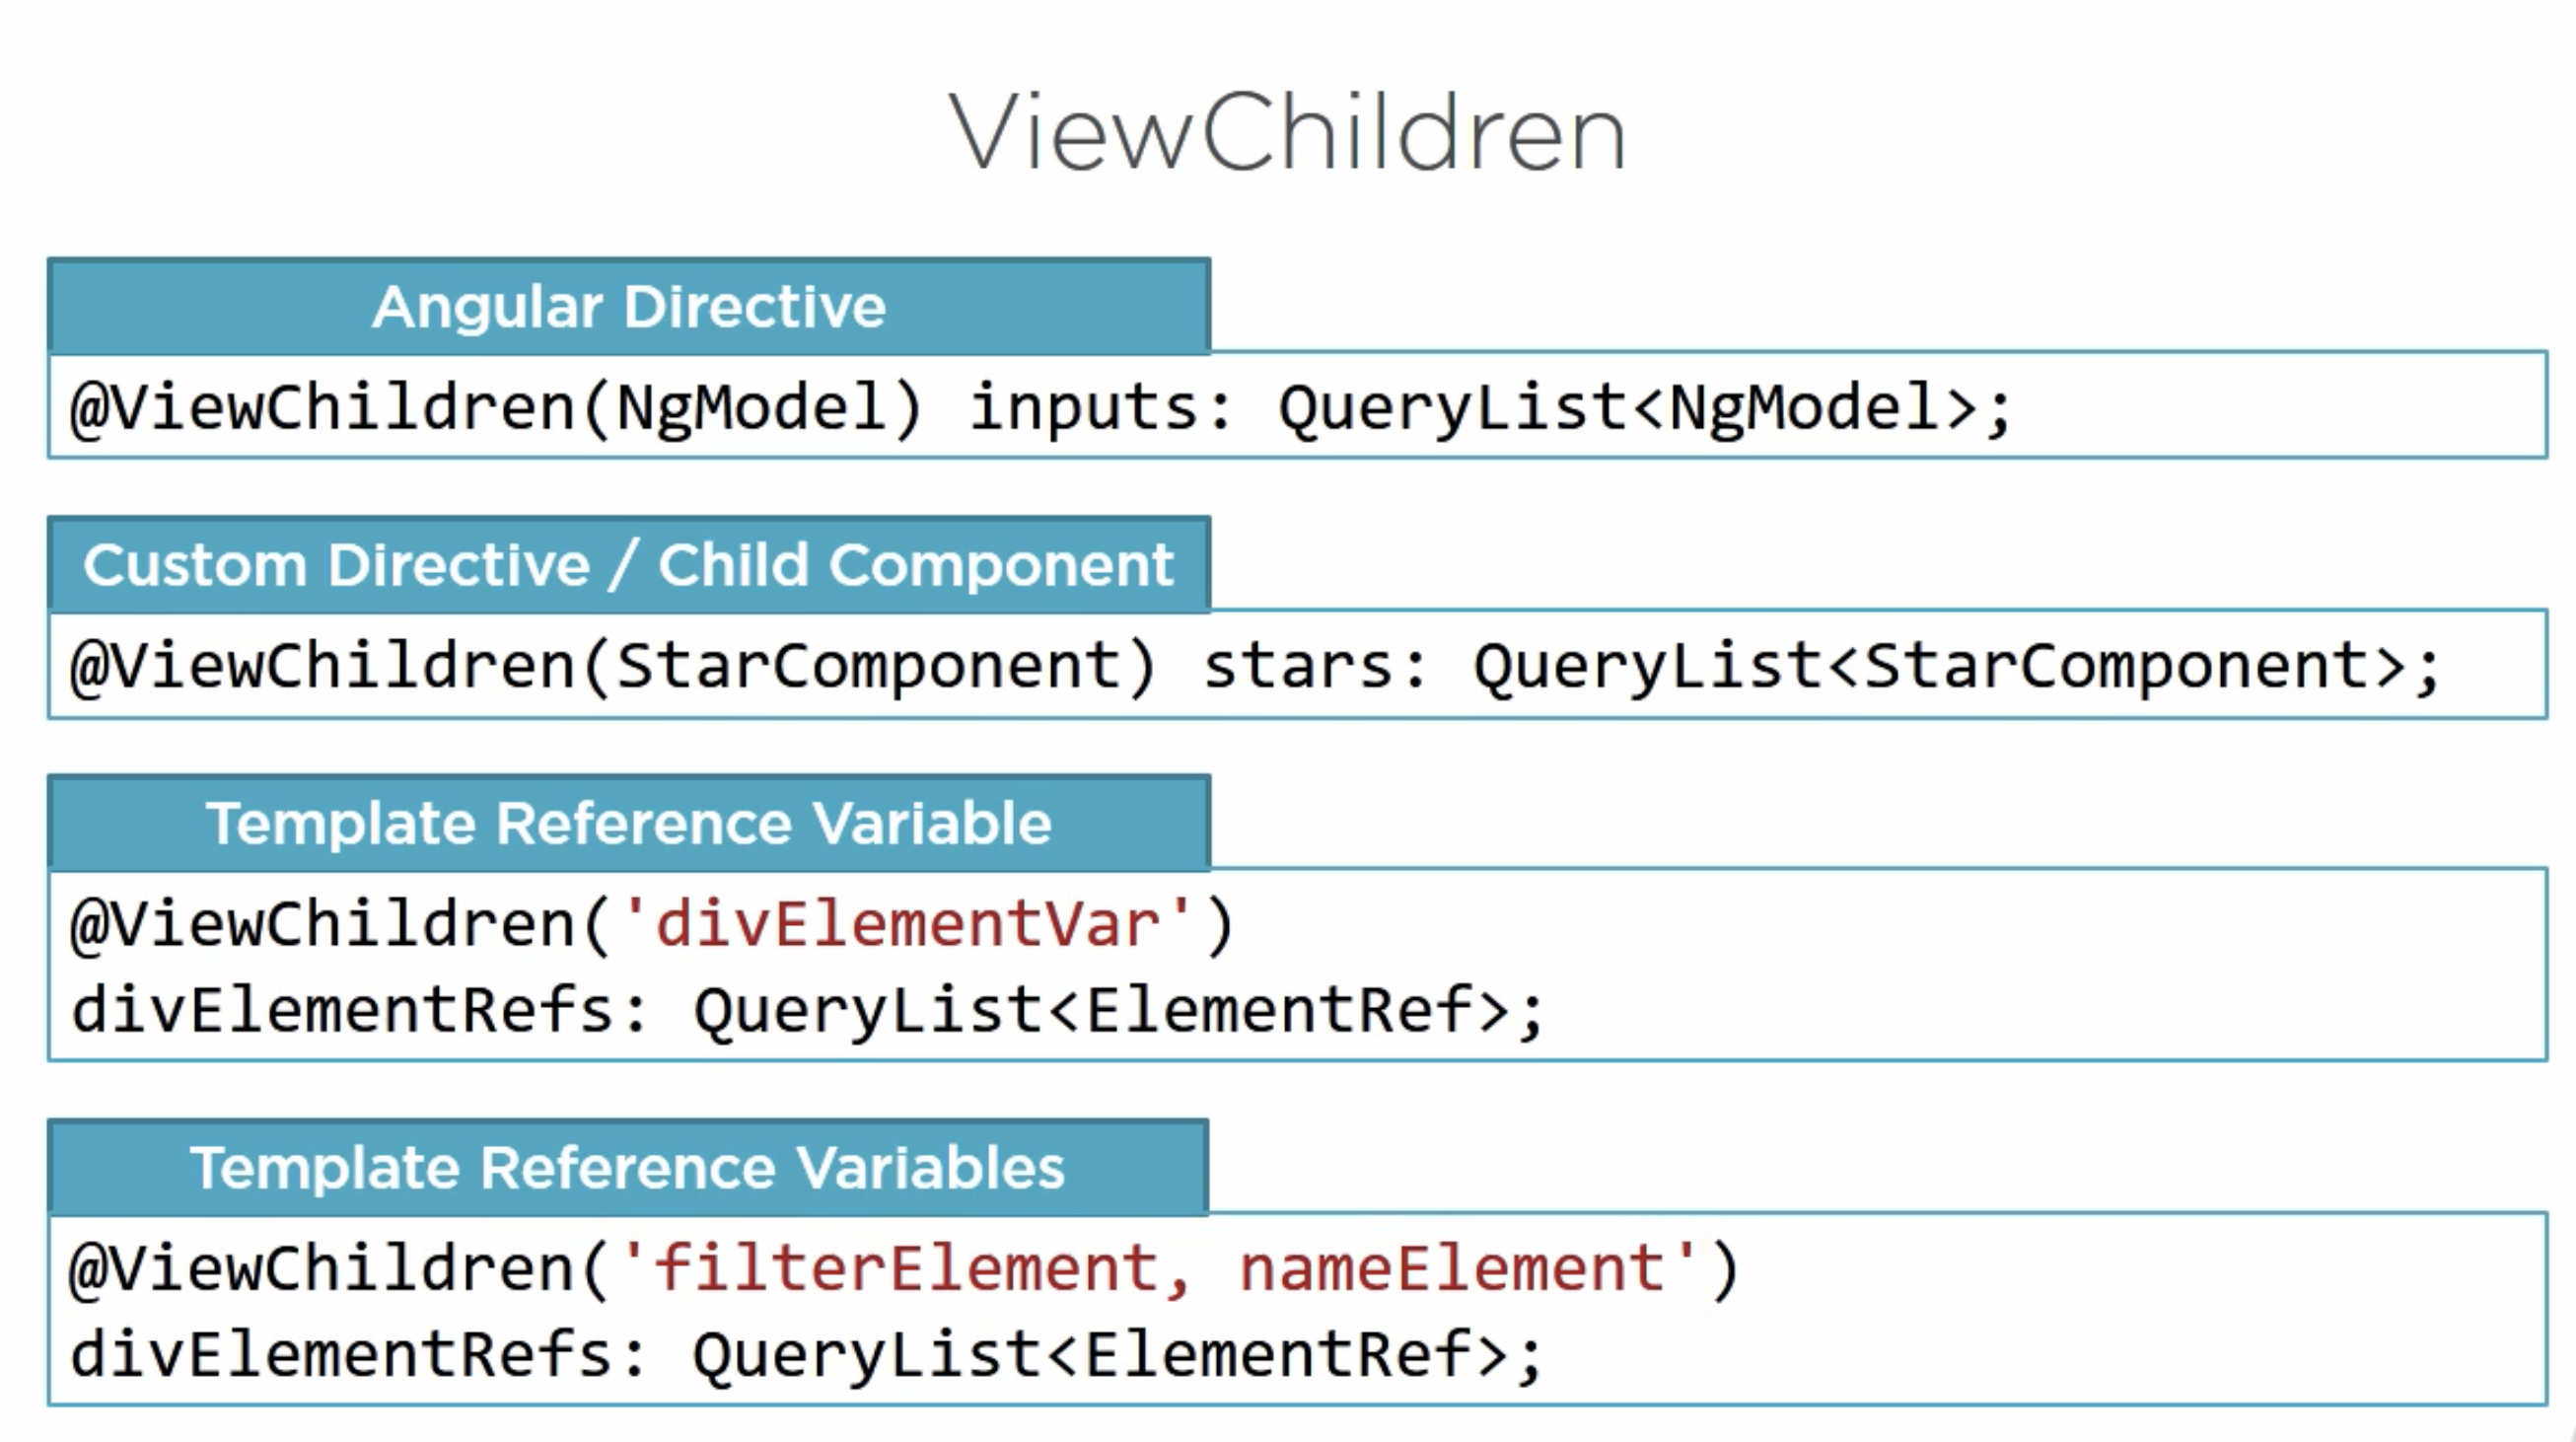 ViewChildren
Angular Directive
@ViewChildren(NgModel) inputs: QueryList<NgModel>;
Custom Directive / Child Component
@ViewChildren(StarComponent) stars: QueryList<StarComponent>;
Template Reference Variable
@ViewChildren('divElementVar')
divElementRefs: QueryList<ElementRef>;
Template Reference Variables
@ViewChildren('filterElement, nameElement')
divElementRefs: QueryList<ElementRef>;